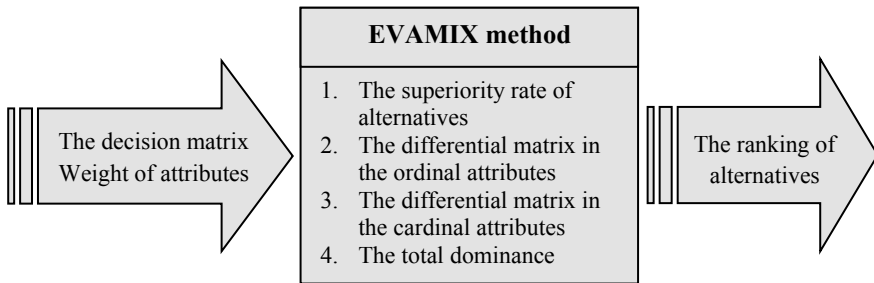 The decision matrix
Weight of attributes
EVAMIX method
1. The superiority rate of
alternatives
2. The differential matrix in
the ordinal attributes
3. The differential matrix in
the cardinal attributes
4. The total dominance
The ranking of
alternatives